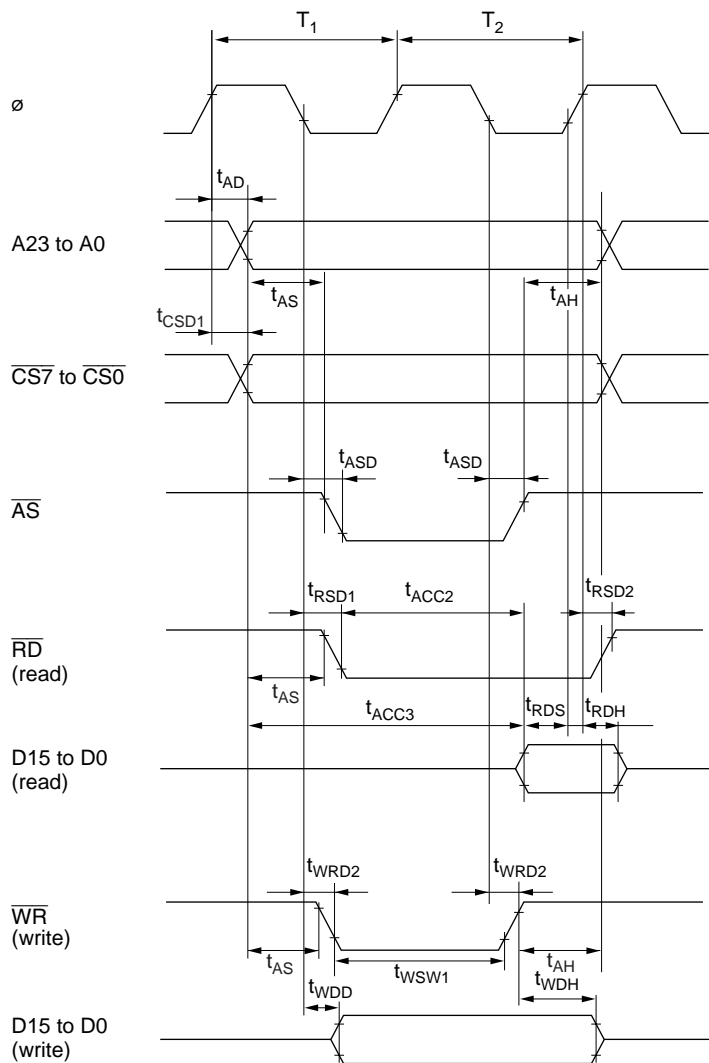 T1 T2
ø
tAD
A23 to A0
tAS tAH
tCSD1
CS7 to CS0
tASD tASD
AS
tRSD1 tACC2 tRSD2
RD
(read)
tAS
tACC3 tRDS tRDH
D15 to D0
(read)
tWRD2 tWRD2
WR
(write)
tAS tWSW1 tAH
tWDD tWDH
D15 to D0
(write)